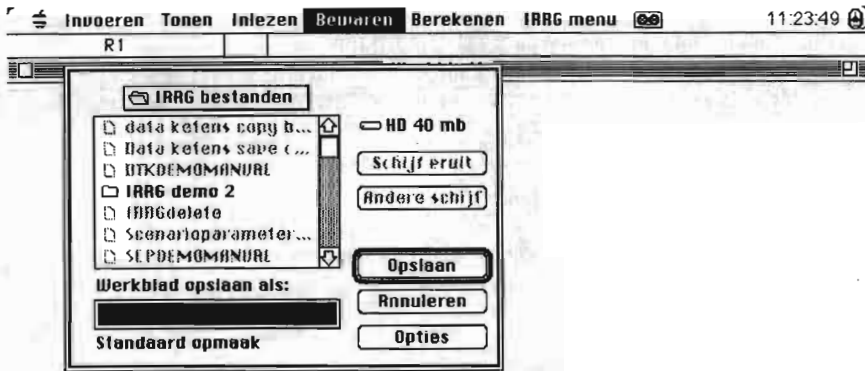 Invoeren Tonen Inlezen Bewaren Berekenen IRRG menu 11:23:49
R1
IRRG bestanden
data ketens copy b...
Data ketens save c...
DTKDEMOMANUAL
IRRG demo 2
IRRGdelete
Scenarioparameter...
SEPDEMOMANUAL
HD 40 mb
Schijf eruit
Andere schijf
Opslaan
Annuleren
Opties
Werkblad opslaan als:
Standaard opmaak